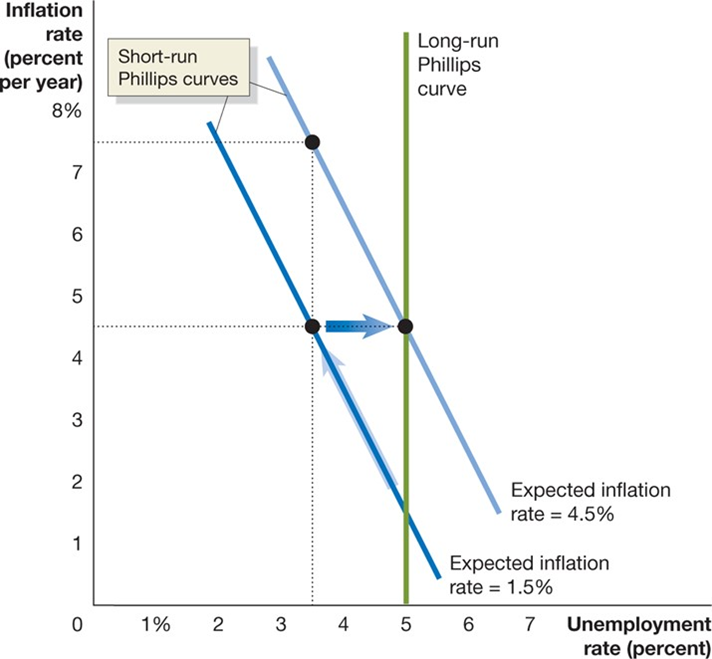 Inflation
rate
(percent
per year)
Short-run
Phillips curves
Long-run
Phillips
curve
8%
7
6
5
4
3
2
1
Expected inflation
rate = 4.5%
Expected inflation
rate = 1.5%
0 1% 2 3 4 5 6 7 Unemployment
rate (percent)